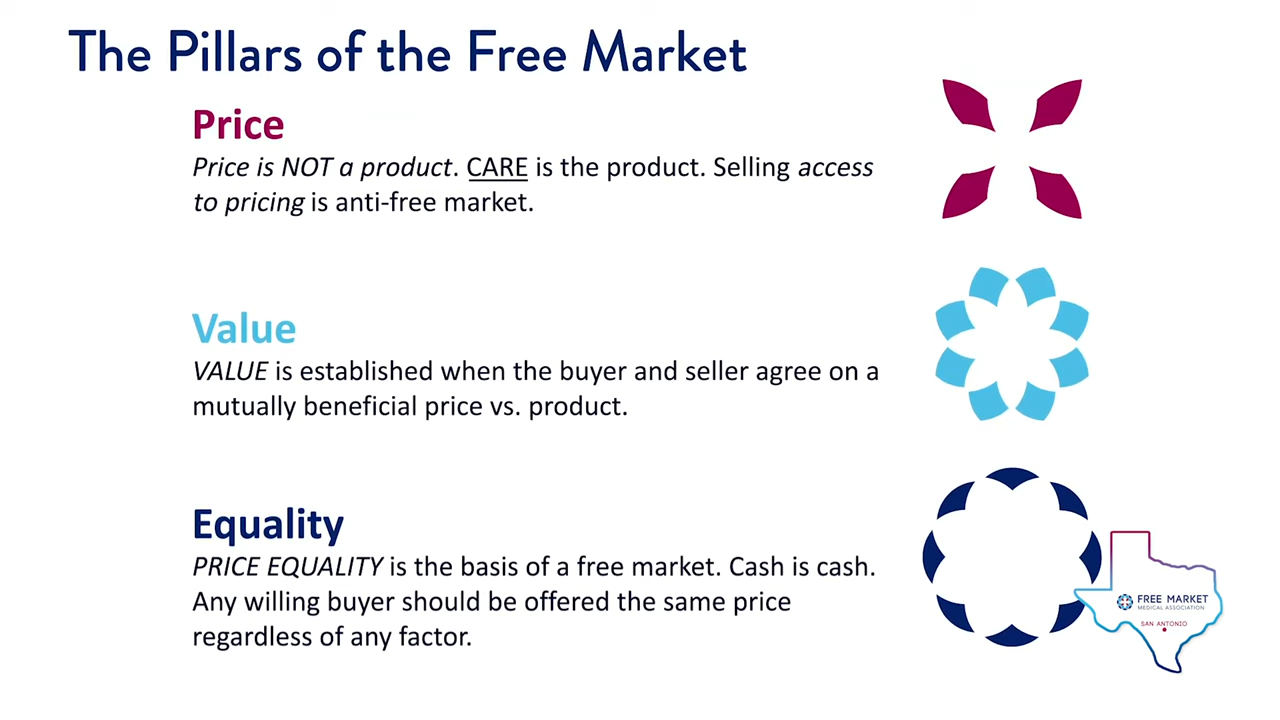 The Pillars of the Free Market
Price
Price is NOT a product. CARE is the product. Selling access
to pricing is anti-free market.
Value
VALUE is established when the buyer and seller agree on a
mutually beneficial price vs. product.
Equality
PRICE EQUALITY is the basis of a free market. Cash is cash.
Any willing buyer should be offered the same price
regardless of any factor.
FREE MARKET
MEDICAL ASSOCIATION
SAN ANTONIO